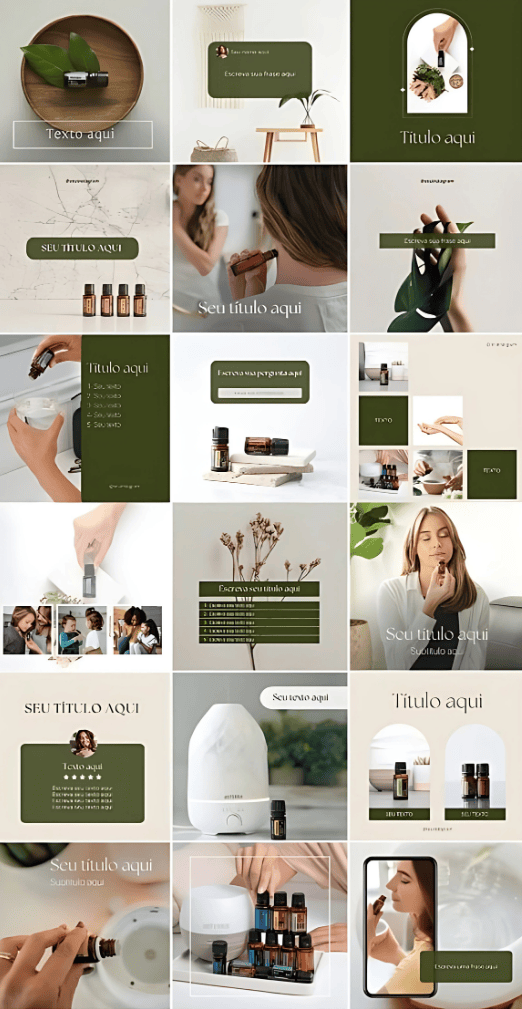 Texto aqui
Seu nome aqui
Escreva sua frase aqui
Título aqui
@seuinstagram
SEU TÍTULO AQUI
Seu título aqui
@seuinstagram
Escreva sua frase aqui
Título aqui
1. Seu texto
2. Seu texto
3. Seu texto
4. Seu texto
5. Seu texto
@seuinstagram
Escreva sua pergunta aqui
@seuinstagram
TEXTO
TEXTO
Escreva seu título aqui
1. Escreva seu texto aqui
2. Escreva seu texto aqui
3. Escreva seu texto aqui
4. Escreva seu texto aqui
5. Escreva seu texto aqui
Seu título aqui
Subtítulo aqui
SEU TÍTULO AQUI
Texto aqui
Escreva seu texto aqui
Escreva seu texto aqui
Escreva seu texto aqui
Escreva seu texto aqui
Seu texto aqui
Título aqui
SEU TEXTO
SEU TEXTO
@seuinstagram
Seu título aqui
Subtítulo aqui
Escreva uma frase aqui